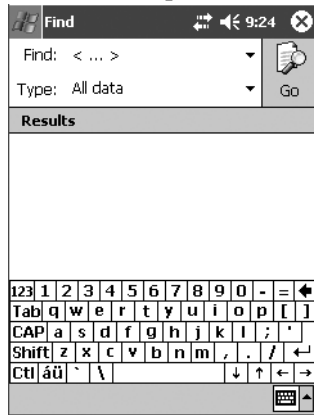 Find 9:24
Find: < ... >
Type: All data
Go
Results
123 1 2 3 4 5 6 7 8 9 0 - =
Tab q w e r t y u i o p [ ]
CAP a s d f g h j k l ; '
Shift z x c v b n m , . / 
Ctl áü ` \ ↓ ↑ ← →